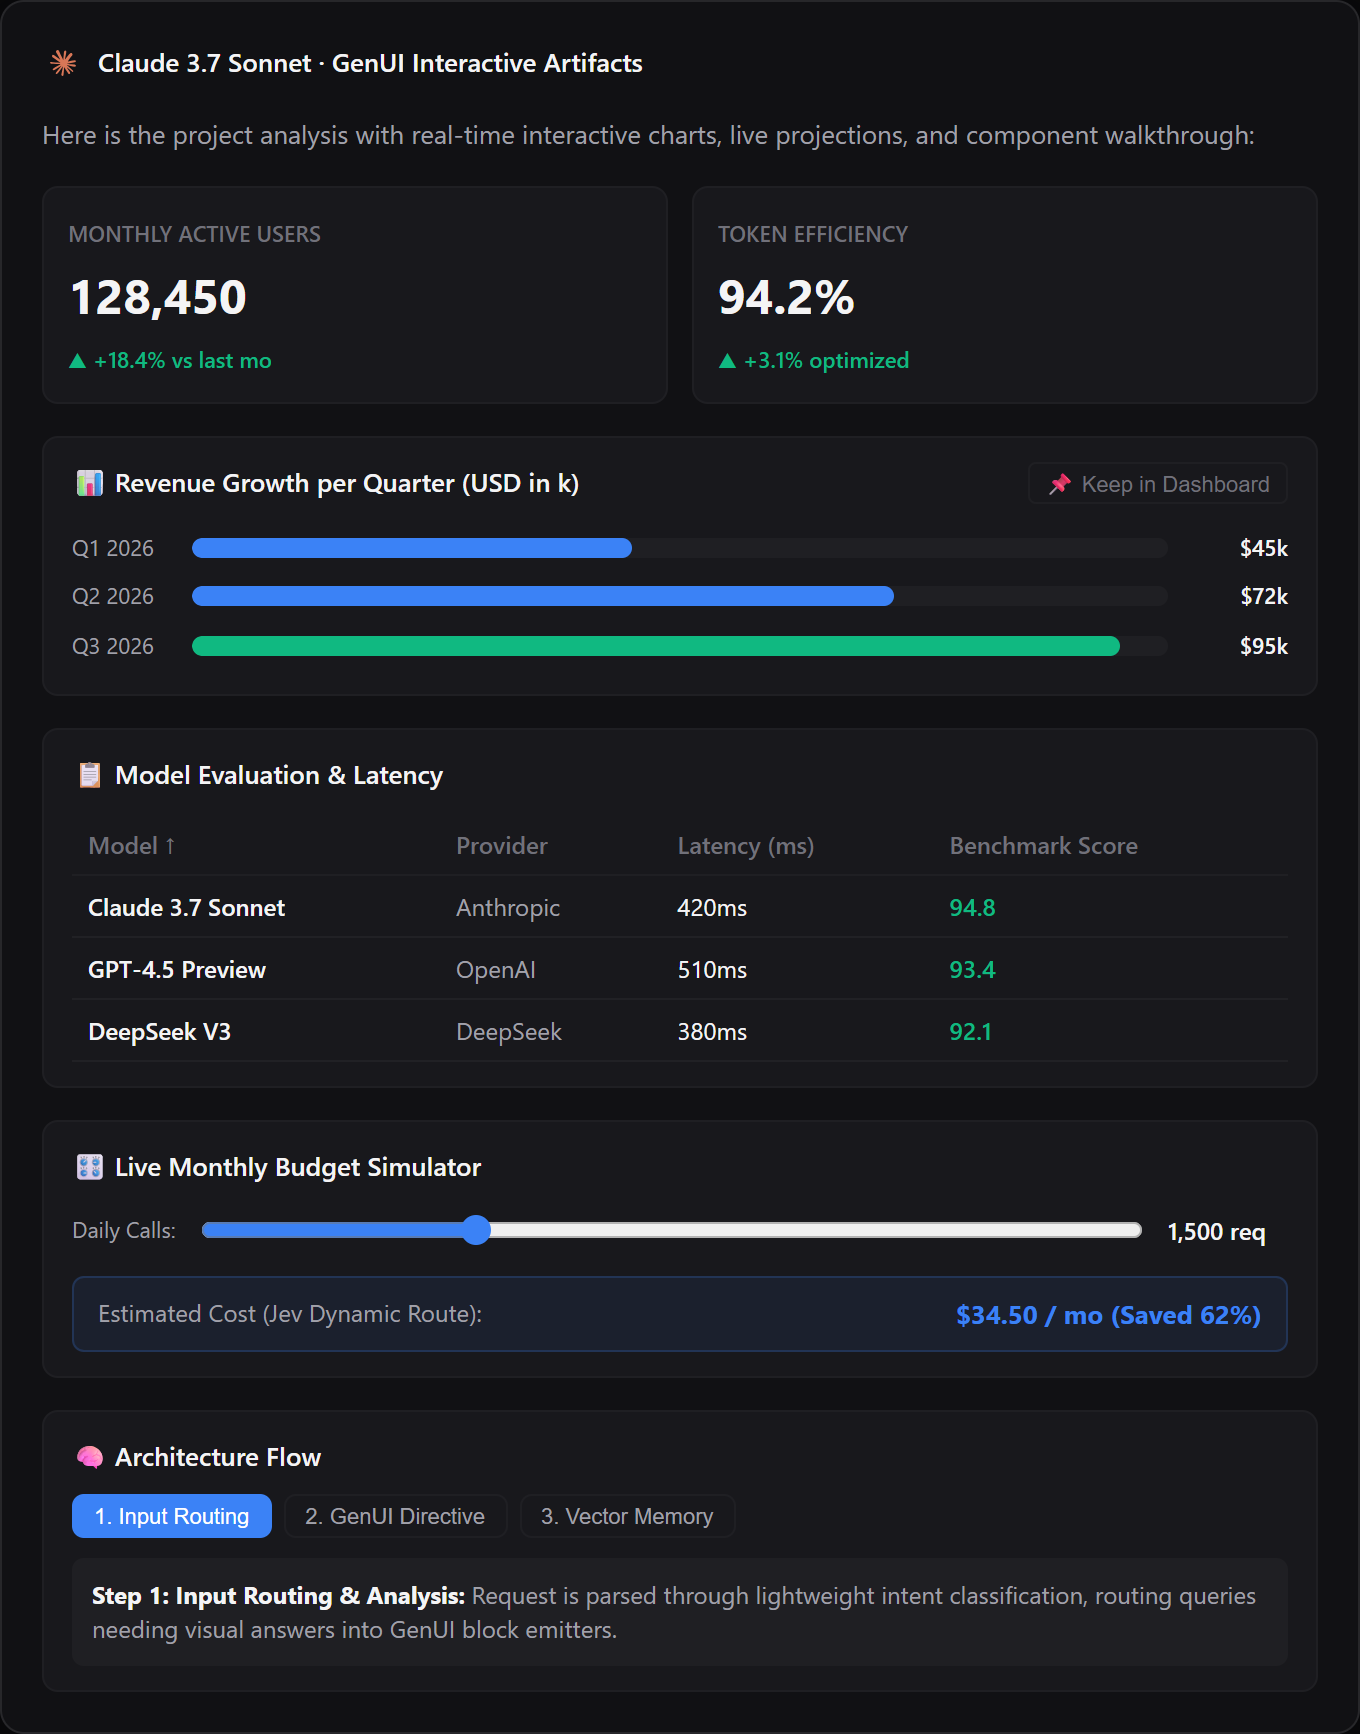 Claude 3.7 Sonnet · GenUI Interactive Artifacts
Here is the project analysis with real-time interactive charts, live projections, and component walkthrough:
MONTHLY ACTIVE USERS
128,450
▲ +18.4% vs last mo
TOKEN EFFICIENCY
94.2%
▲ +3.1% optimized
📊 Revenue Growth per Quarter (USD in k)
📌 Keep in Dashboard
Q1 2026 $45k
Q2 2026 $72k
Q3 2026 $95k
📋 Model Evaluation & Latency
Model ↑ Provider Latency (ms) Benchmark Score
Claude 3.7 Sonnet Anthropic 420ms 94.8
GPT-4.5 Preview OpenAI 510ms 93.4
DeepSeek V3 DeepSeek 380ms 92.1
🎛️ Live Monthly Budget Simulator
Daily Calls: 1,500 req
Estimated Cost (Jev Dynamic Route): $34.50 / mo (Saved 62%)
🧠 Architecture Flow
1. Input Routing 2. GenUI Directive 3. Vector Memory
Step 1: Input Routing & Analysis: Request is parsed through lightweight intent classification, routing queries
needing visual answers into GenUI block emitters.